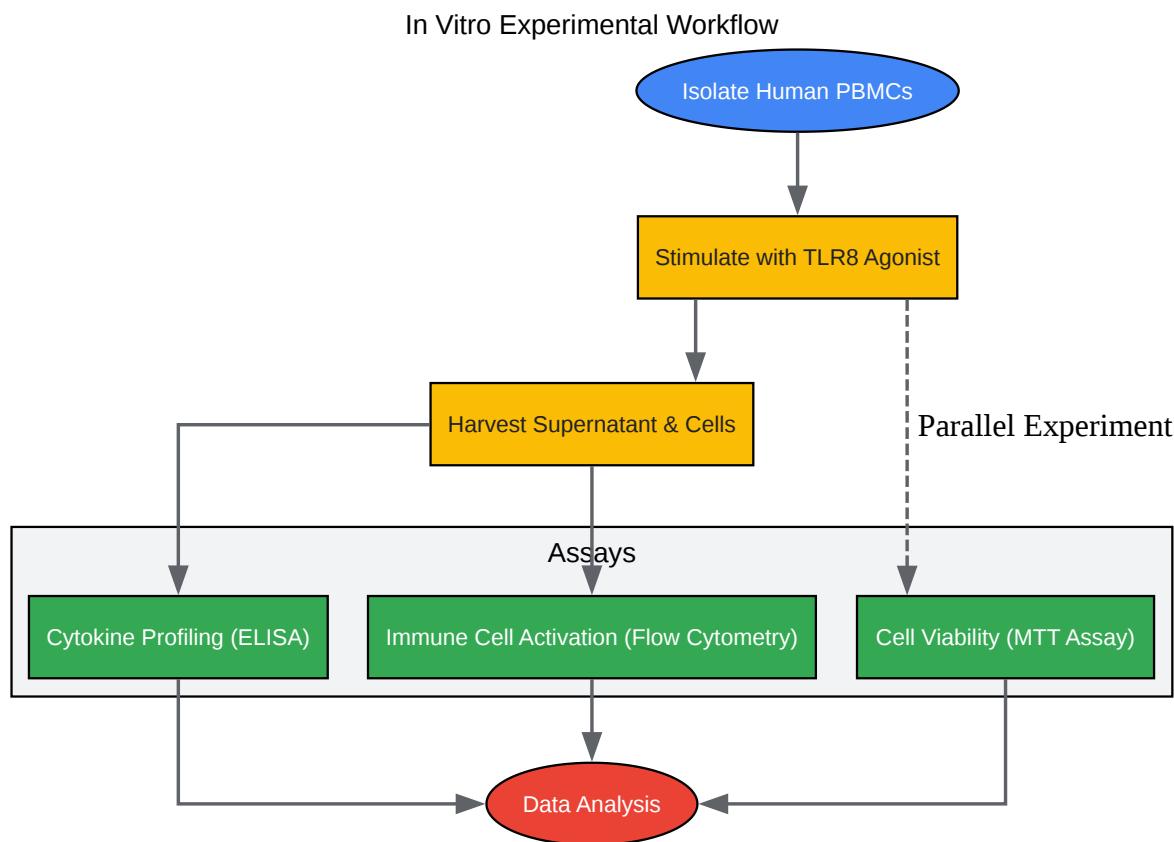 In Vitro Experimental Workflow
Isolate Human PBMCs
Stimulate with TLR8 Agonist
Harvest Supernatant & Cells
Parallel Experiment
Assays
Cytokine Profiling (ELISA)
Immune Cell Activation (Flow Cytometry)
Cell Viability (MTT Assay)
Data Analysis